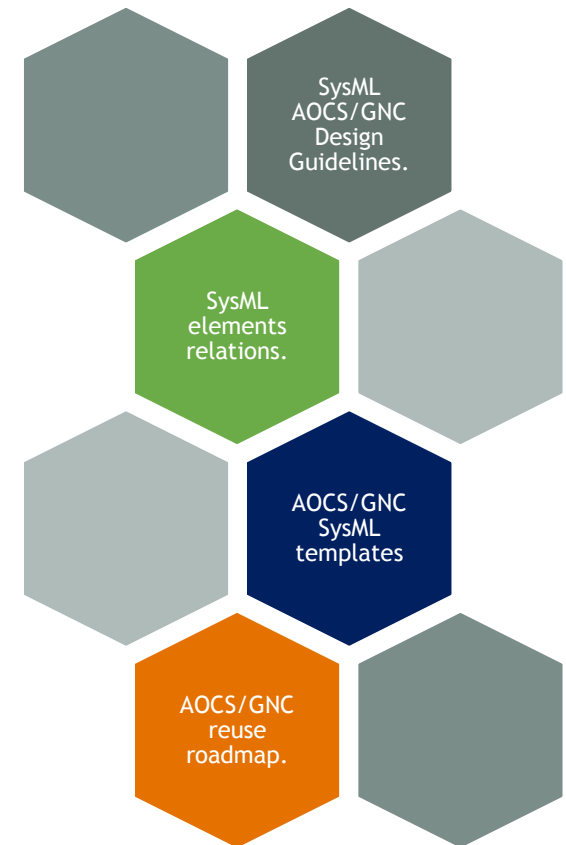 SysML
AOCS/GNC
Design
Guidelines.
SysML
elements
relations.
AOCS/GNC
SysML
templates
AOCS/GNC
reuse
roadmap.